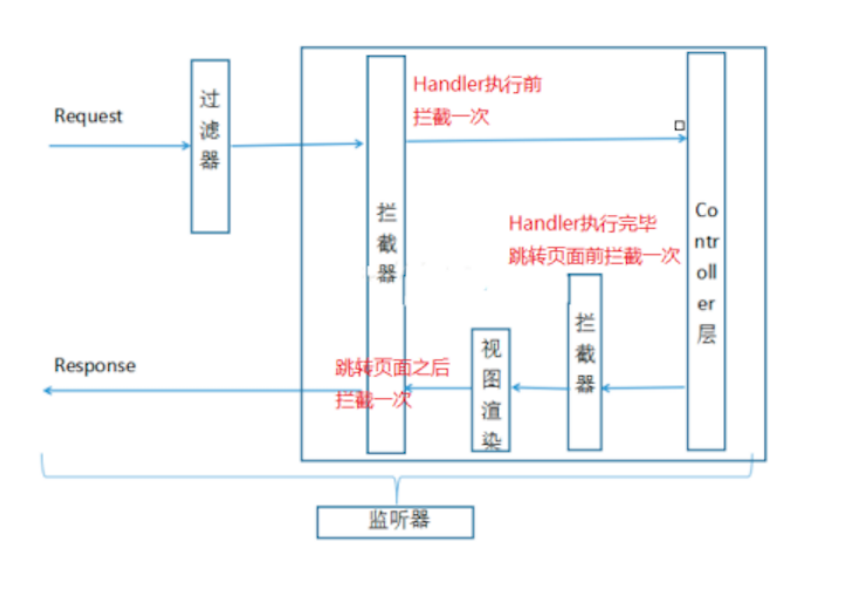 Request
过滤器
Handler执行前
拦截一次
拦截器
Handler执行完毕
跳转页面前拦截一次
Controller层
拦截器
视图渲染
Response
跳转页面之后
拦截一次
监听器